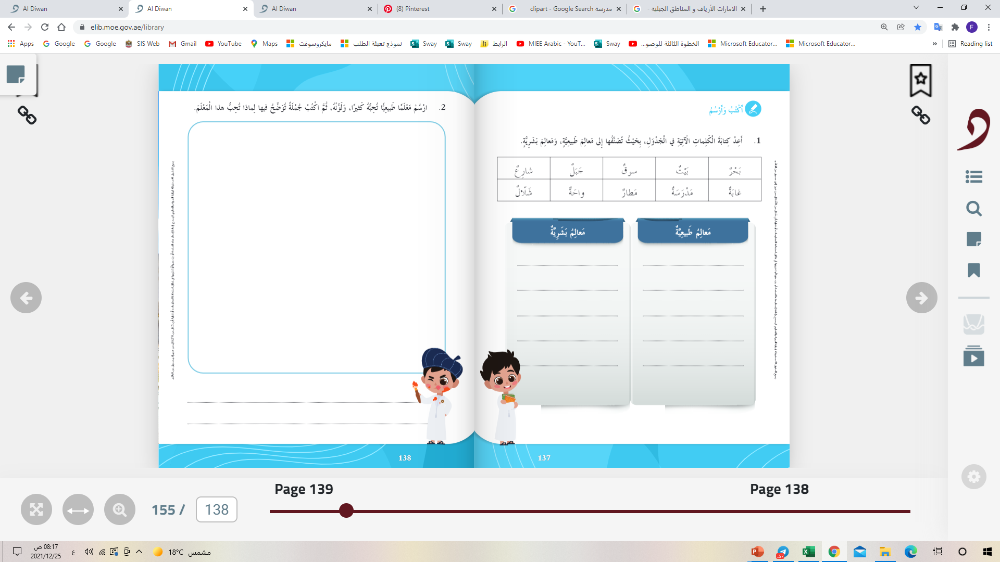 Al Diwan
Al Diwan
Al Diwan
(8) Pinterest
مدرسة clipart - Google Search
الامارات الأرياف و المناطق الجبلية -
elib.moe.gov.ae/library
F
Apps
Google
Google
SIS Web
Gmail
YouTube
Maps
مايكروسوفت
نموذج تعبئة الطلب
Sway
Sway
الرابط
MIEE Arabic - YouT...
Sway
الخطوة الثالثة للوصو...
Microsoft Educator...
Microsoft Educator...
»
Reading list
أَكْتُبُ وَأَرْسُمُ
1. أَعِدْ كِتابَةَ الْكَلِماتِ الْآتِيَةِ في الْجَدْوَلِ، بِحَيْثُ تُصَنِّفُها إِلى مَعالِمَ طَبيعِيَّةٍ، وَمَعالِمَ بَشَرِيَّةٍ.
بَحْرٌ بَيْتٌ سوقٌ جَبَلٌ شارِعٌ
غابَةٌ مَدْرَسَةٌ مَطارٌ واحَةٌ شَلّالٌ
مَعالِمُ طَبيعِيَّةٌ
مَعالِمُ بَشَرِيَّةٌ
137
2. ارْسُمْ مَعْلَمًا طَبيعِيًّا تُحِبُّهُ كَثيرًا، وَلَوِّنْهُ، ثُمَّ اكْتُبْ جُمْلَةً تُوَضِّحُ فيها لِماذا تُحِبُّ هذا الْمَعْلَمَ.
138
Page 139
Page 138
155 /
138
08:17 ص
2021/12/25
ع
18°C مشمس
57